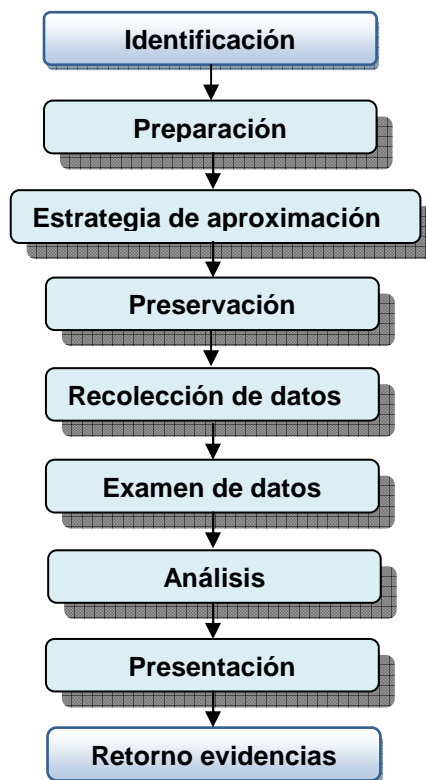 Identificación
Preparación
Estrategia de aproximación
Preservación
Recolección de datos
Examen de datos
Análisis
Presentación
Retorno evidencias